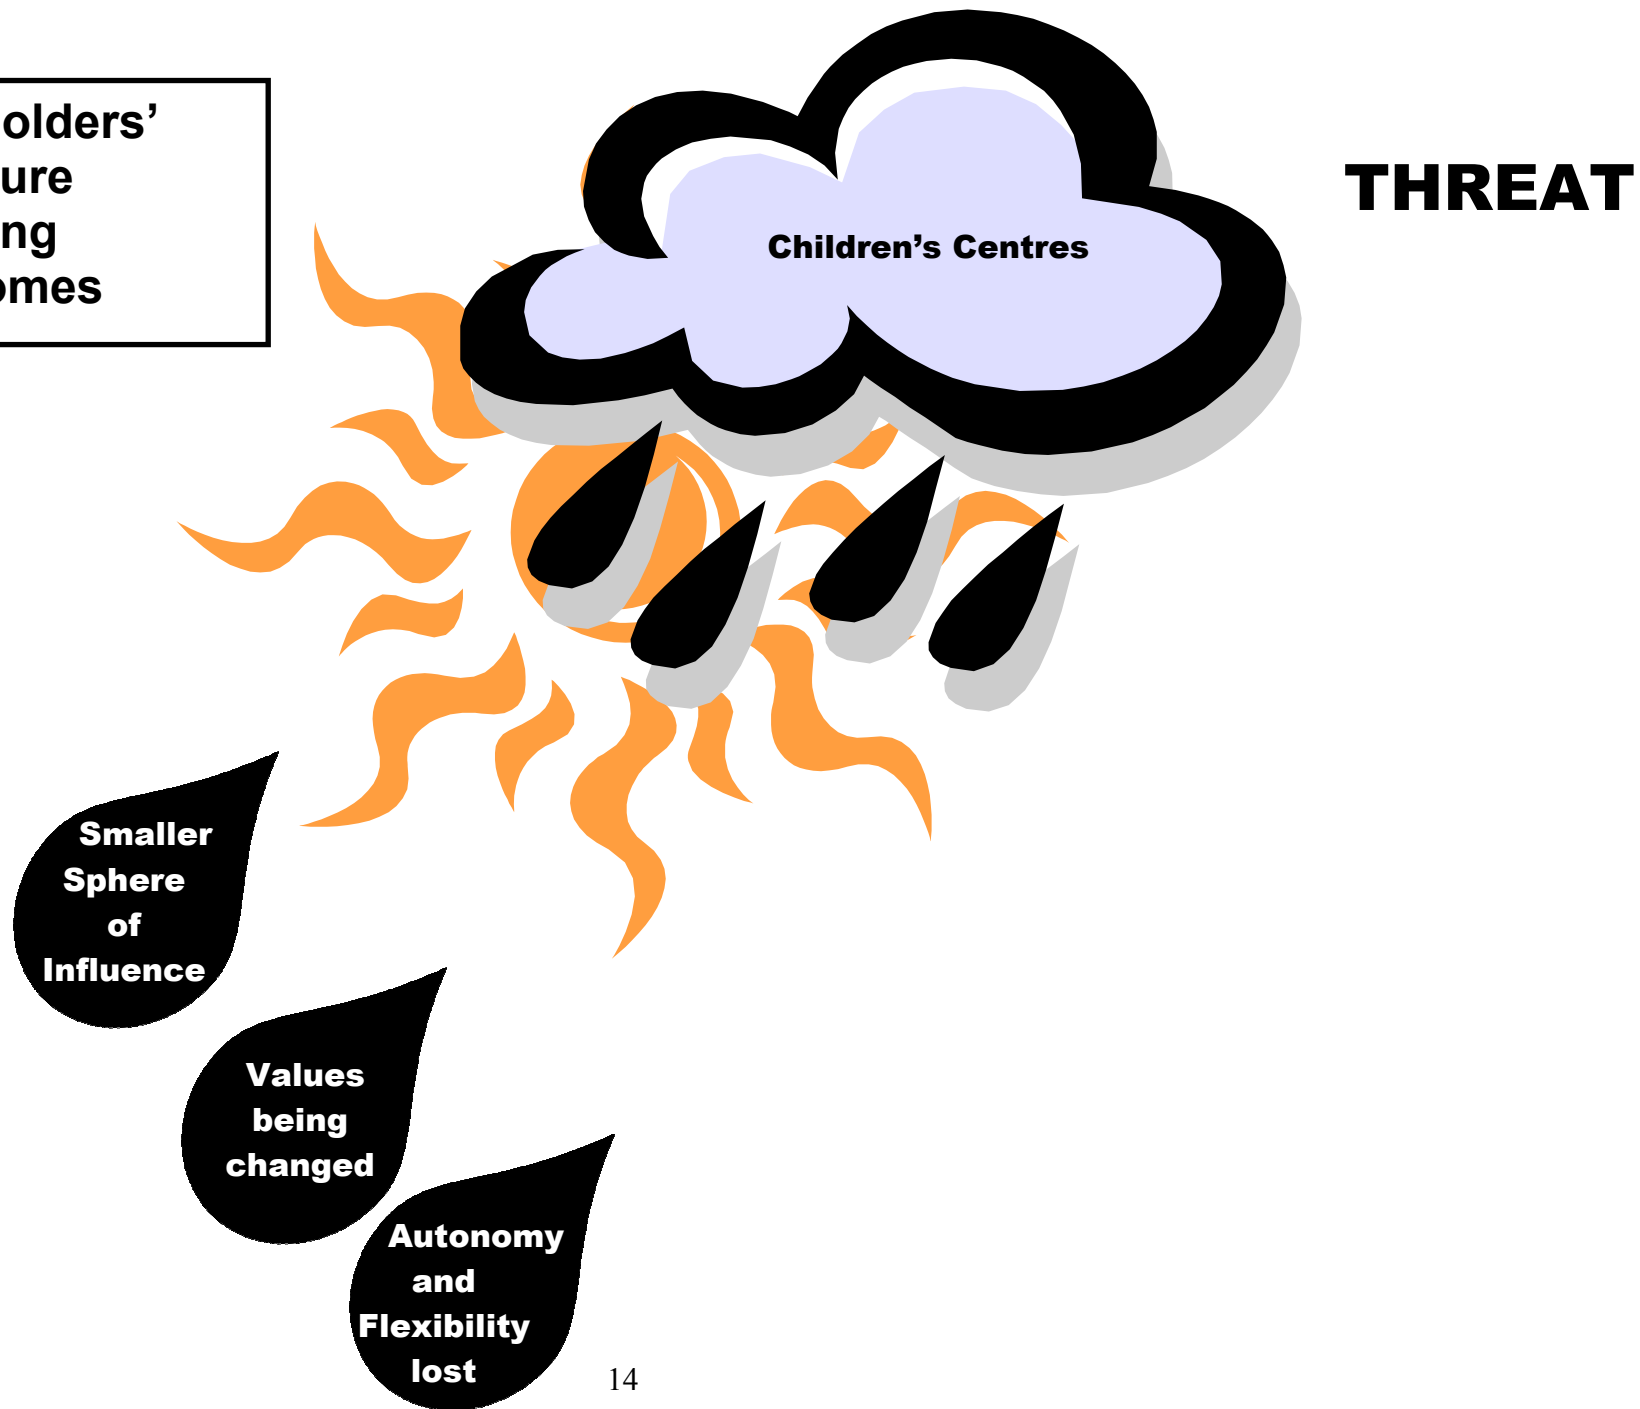 olders’
ure
ng
omes
THREAT
Children’s Centres
Smaller
Sphere
of
Influence
Values
being
changed
Autonomy
and
Flexibility
lost
14